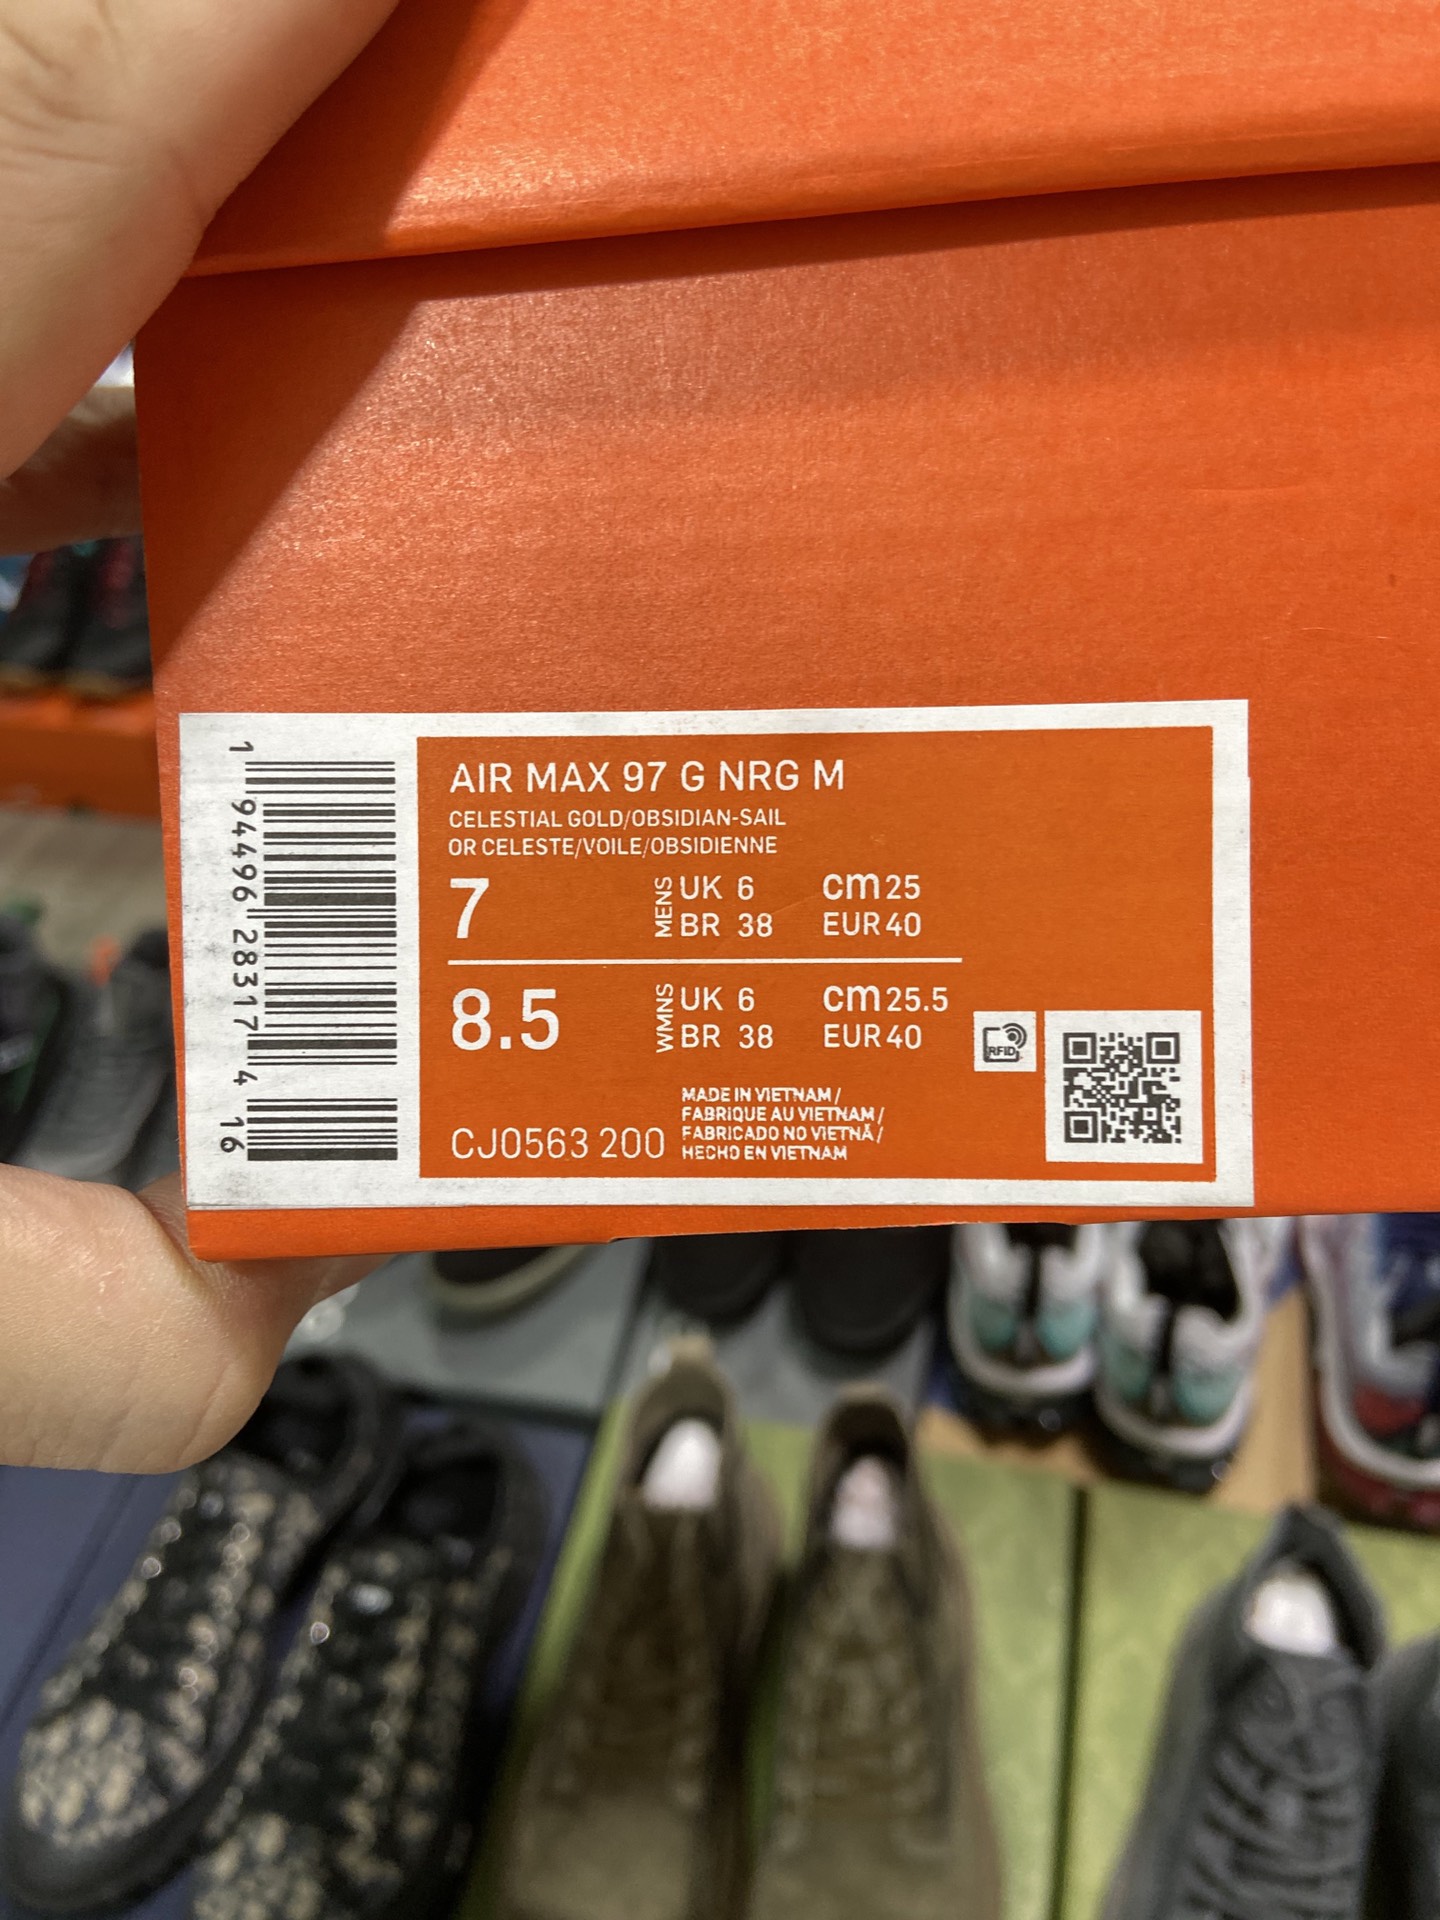 AIR MAX 97 G NRG M
CELESTIAL GOLD/OBSIDIAN-SAIL
OR CELESTE/VOILE/OBSIDIENNE
7 MENS UK 6 cm 25
BR 38 EUR 40
8.5 WMNS UK 6 cm 25.5
BR 38 EUR 40
RFID
MADE IN VIETNAM/
FABRIQUE AU VIETNAM/
FABRICADO NO VIETNÃ/
HECHO EN VIETNAM
CJ0563 200
1 94496 28317 4 16